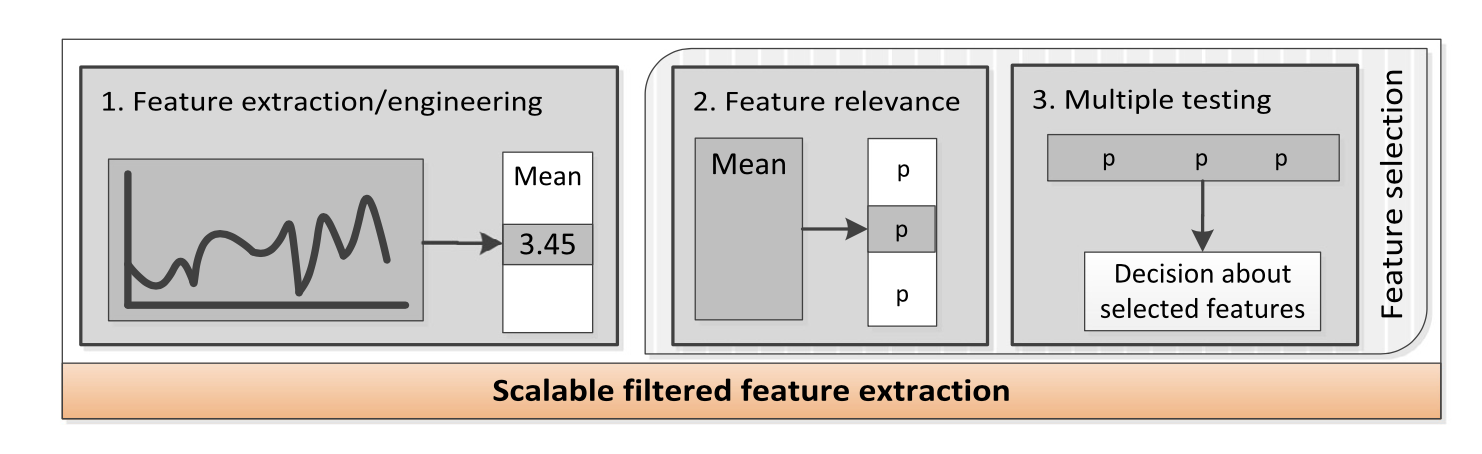 1. Feature extraction/engineering
Mean
3.45
2. Feature relevance
Mean
p
p
p
3. Multiple testing
p p p
Decision about
selected features
Feature selection
Scalable filtered feature extraction